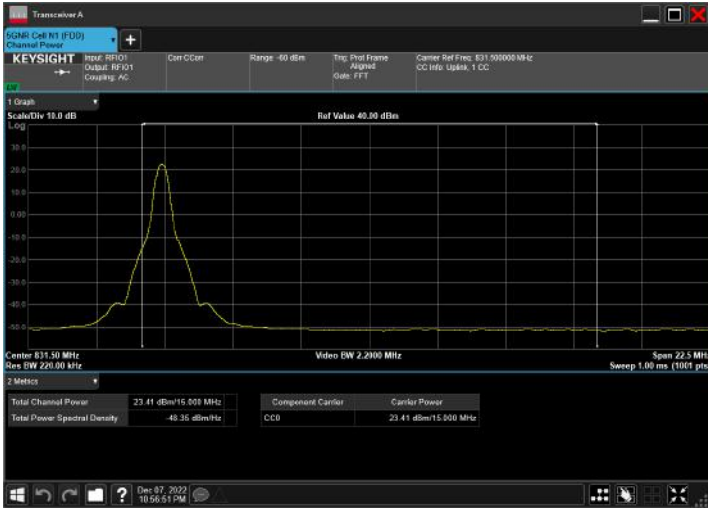 Transceiver A
5GNR Cell N1 (FDD)
Channel Power
KEYSIGHT
Input: RFIO1
Output: RFIO1
Coupling: AC
Corr CCorr
Range -60 dBm
Trig: Prot Frame
Aligned
Gate: FFT
Carrier Ref Freq: 831.500000 MHz
CC Info: Uplink, 1 CC
1 Graph
Scale/Div 10.0 dB
Ref Value 40.00 dBm
Log
30.0
20.0
10.0
0.00
-10.0
-20.0
-30.0
-40.0
-50.0
Center 831.50 MHz
Video BW 2.2000 MHz
Span 22.5 MH
Res BW 220.00 kHz
Sweep 1.00 ms (1001 pts
2 Metrics
Total Channel Power 23.41 dBm/15.000 MHz
Total Power Spectral Density -48.35 dBm/Hz
Component Carrier Carrier Power
CC0 23.41 dBm/15.000 MHz
Dec 07, 2022
10:56:51 PM